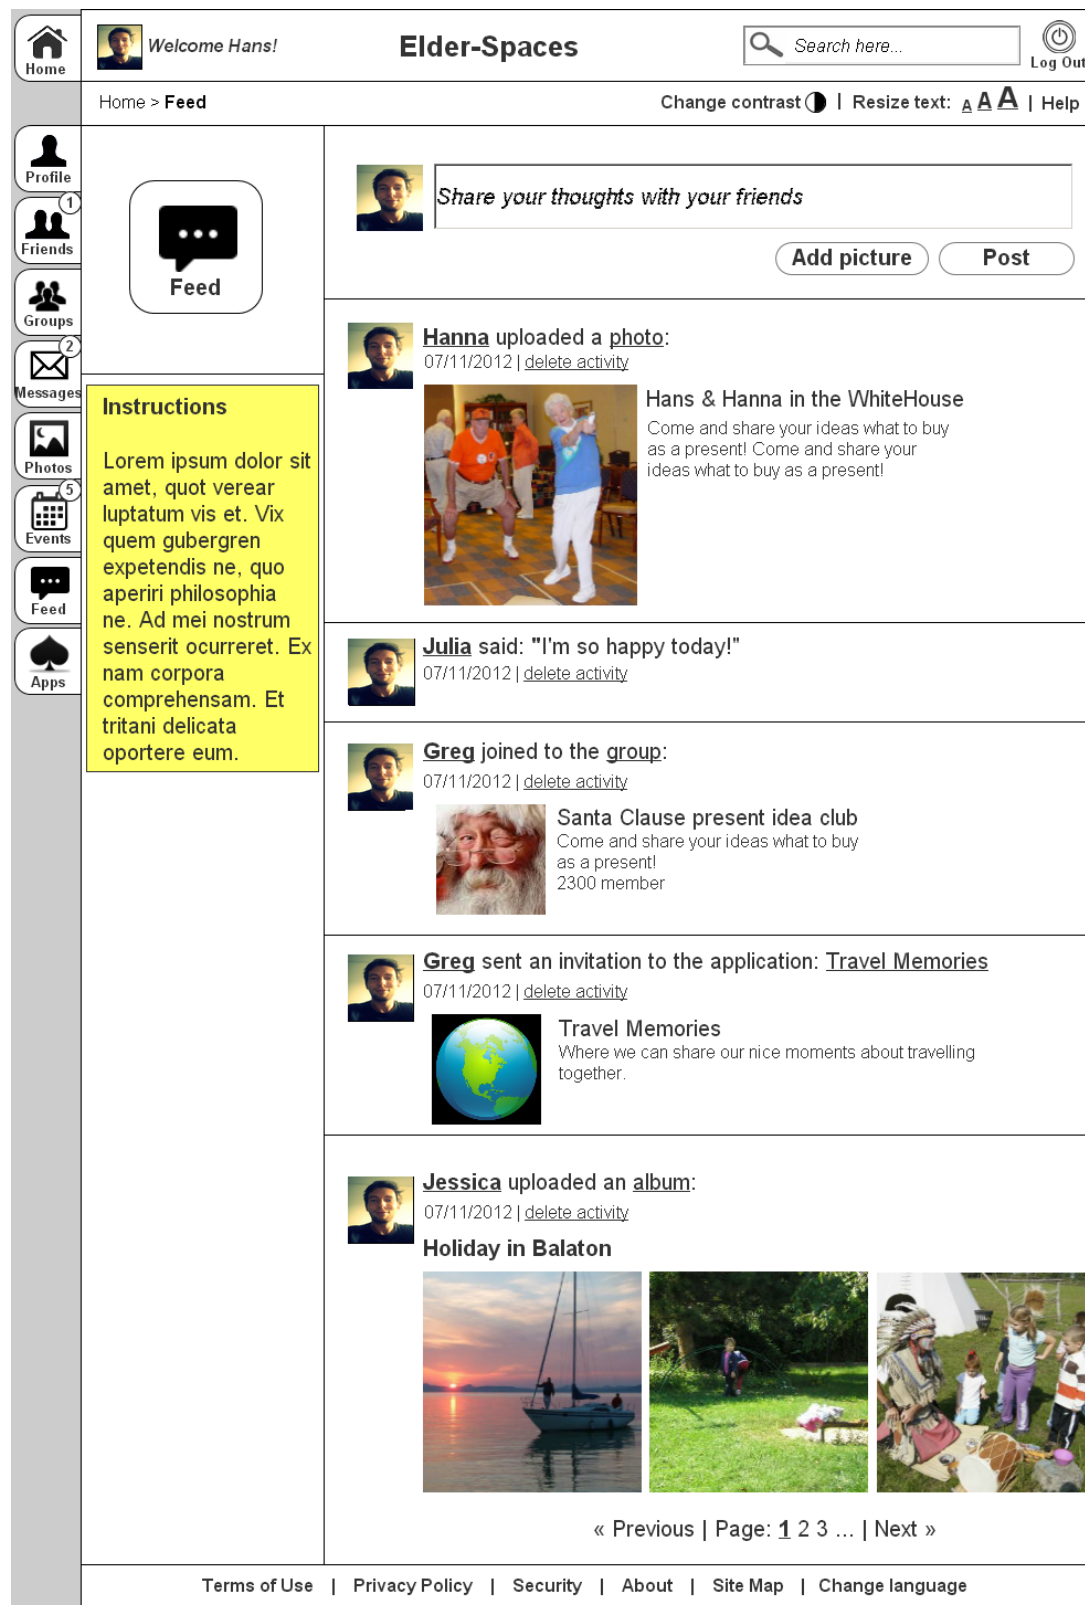 Home
Welcome Hans!
Elder-Spaces
Search here...
Log Out
Home > Feed
Change contrast | Resize text: A A A | Help
Profile
1
Friends
Groups
2
Messages
Photos
5
Events
Feed
Apps
Feed
Instructions
Lorem ipsum dolor sit
amet, quot verear
luptatum vis et. Vix
quem gubergren
expetendis ne, quo
aperiri philosophia
ne. Ad mei nostrum
senserit ocurreret. Ex
nam corpora
comprehensam. Et
tritani delicata
oportere eum.
Share your thoughts with your friends
Add picture
Post
Hanna uploaded a photo:
07/11/2012 | delete activity
Hans & Hanna in the WhiteHouse
Come and share your ideas what to buy
as a present! Come and share your
ideas what to buy as a present!
Julia said: "I'm so happy today!"
07/11/2012 | delete activity
Greg joined to the group:
07/11/2012 | delete activity
Santa Clause present idea club
Come and share your ideas what to buy
as a present!
2300 member
Greg sent an invitation to the application: Travel Memories
07/11/2012 | delete activity
Travel Memories
Where we can share our nice moments about travelling
together.
Jessica uploaded an album:
07/11/2012 | delete activity
Holiday in Balaton
« Previous | Page: 1 2 3 ... | Next »
Terms of Use | Privacy Policy | Security | About | Site Map | Change language